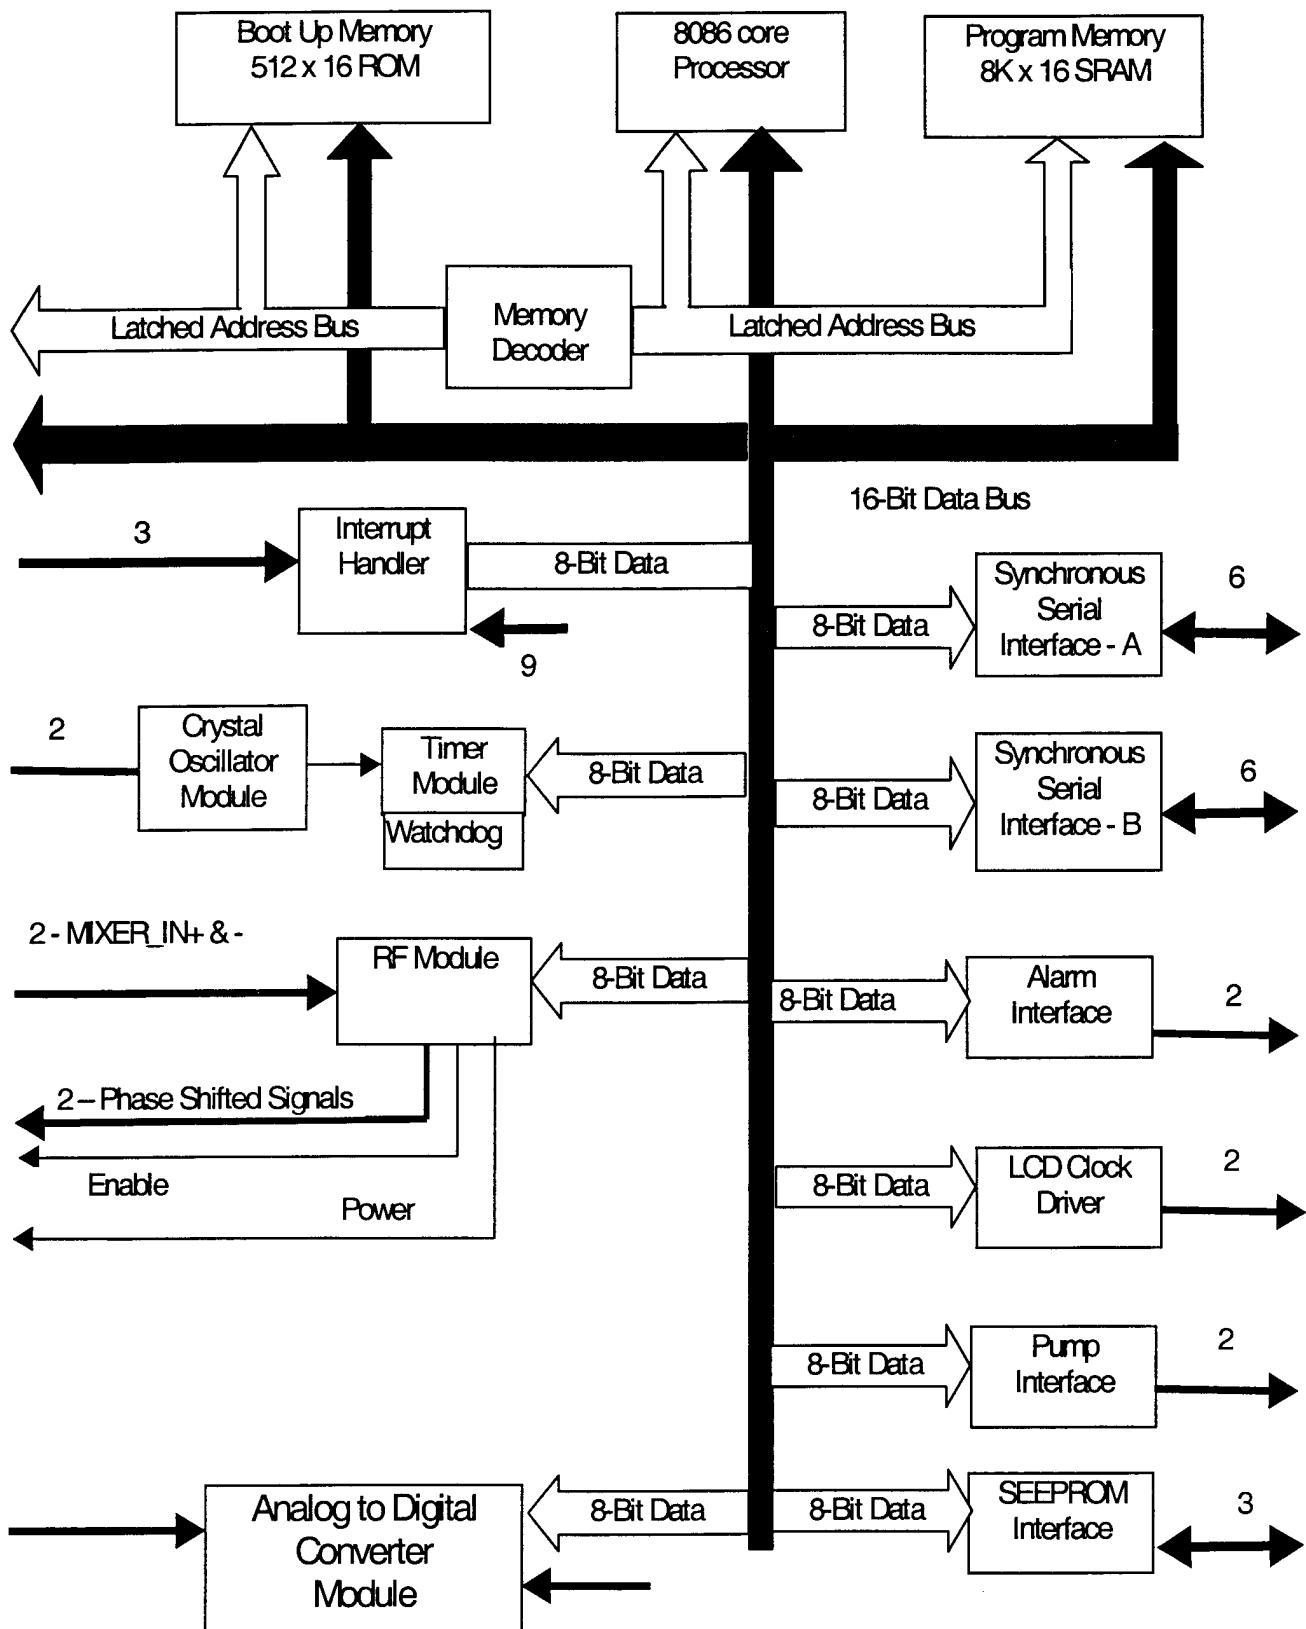 Boot Up Memory
512 x 16 ROM
8086 core
Processor
Program Memory
8K x 16 SRAM
Latched Address Bus
Memory
Decoder
Latched Address Bus
16-Bit Data Bus
3
Interrupt
Handler
8-Bit Data
9
8-Bit Data
Synchronous
Serial
Interface - A
6
2
Crystal
Oscillator
Module
Timer
Module
Watchdog
8-Bit Data
8-Bit Data
Synchronous
Serial
Interface - B
6
2 - MIXER_IN+ & -
RF Module
8-Bit Data
8-Bit Data
Alarm
Interface
2
2 – Phase Shifted Signals
Enable
Power
8-Bit Data
LCD Clock
Driver
2
8-Bit Data
Pump
Interface
2
Analog to Digital
Converter
Module
8-Bit Data
8-Bit Data
SEEPROM
Interface
3